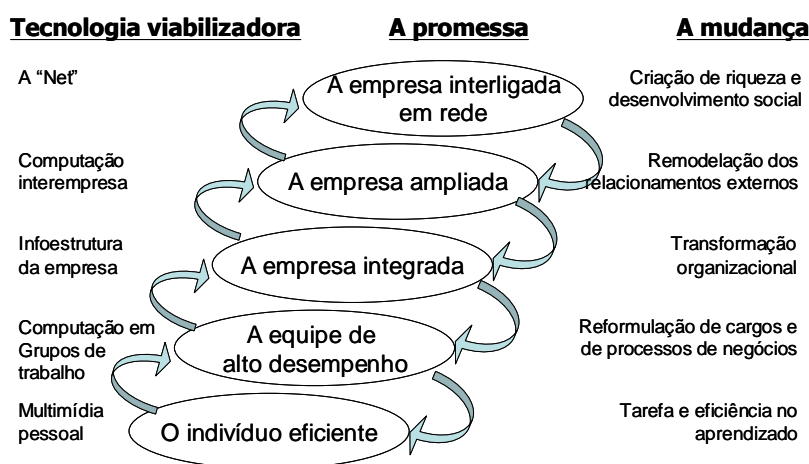 Tecnologia viabilizadora
A promessa
A mudança
A “Net”
A empresa interligada
em rede
Criação de riqueza e
desenvolvimento social
Computação
interempresa
A empresa ampliada
Remodelação dos
relacionamentos externos
Infoestrutura
da empresa
A empresa integrada
Transformação
organizacional
Computação em
Grupos de
trabalho
A equipe de
alto desempenho
Reformulação de cargos e
de processos de negócios
Multimídia
pessoal
O indivíduo eficiente
Tarefa e eficiência no
aprendizado